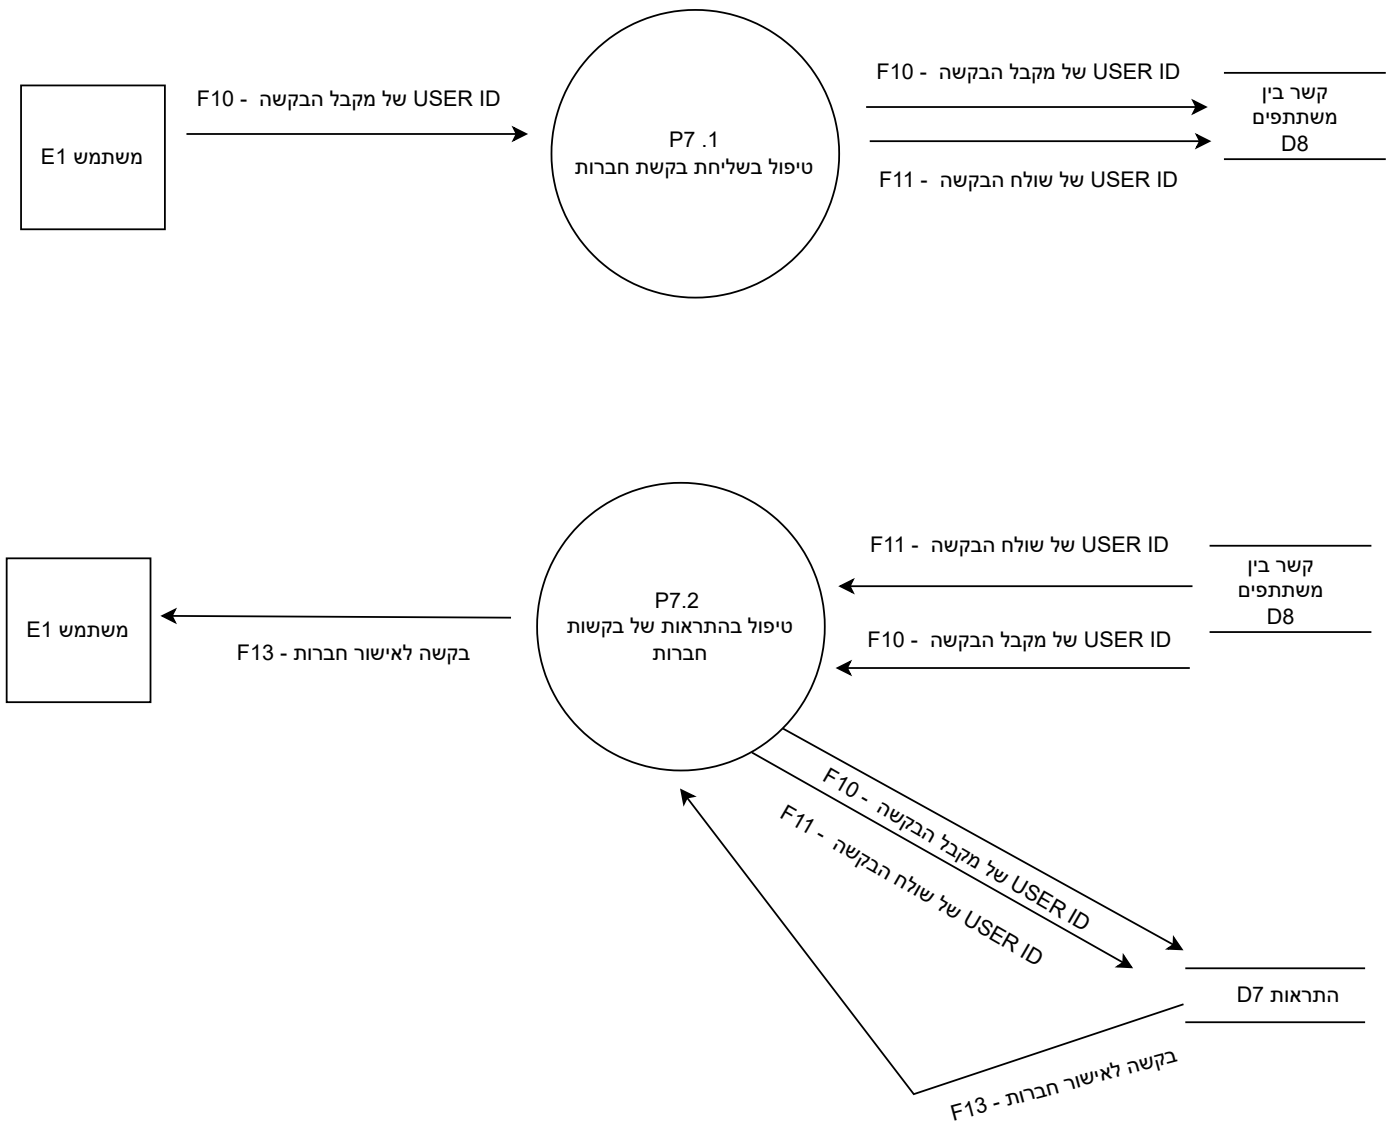 משתמש E1
F10 - USER ID של מקבל הבקשה
P7 .1
טיפול בשליחת בקשת חברות
F10 - USER ID של מקבל הבקשה
F11 - USER ID של שולח הבקשה
קשר בין
משתתפים
D8
משתמש E1
F13 - בקשה לאישור חברות
P7.2
טיפול בהתראות של בקשות
חברות
F11 - USER ID של שולח הבקשה
F10 - USER ID של מקבל הבקשה
קשר בין
משתתפים
D8
F10 - USER ID של מקבל הבקשה
F11 - USER ID של שולח הבקשה
התראות D7
F13 - בקשה לאישור חברות